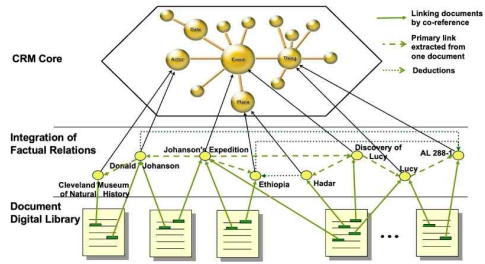 Linking documents
by co-reference
Primary link
extracted from
one document
Deductions
CRM Core
Date
Actor
Event
Thing
Place
Integration of
Factual Relations
Johanson's Expedition
Discovery of
Lucy
AL 288-1
Donald Johanson
Cleveland Museum
of Natural History
Ethiopia
Hadar
Lucy
Document
Digital Library
•••